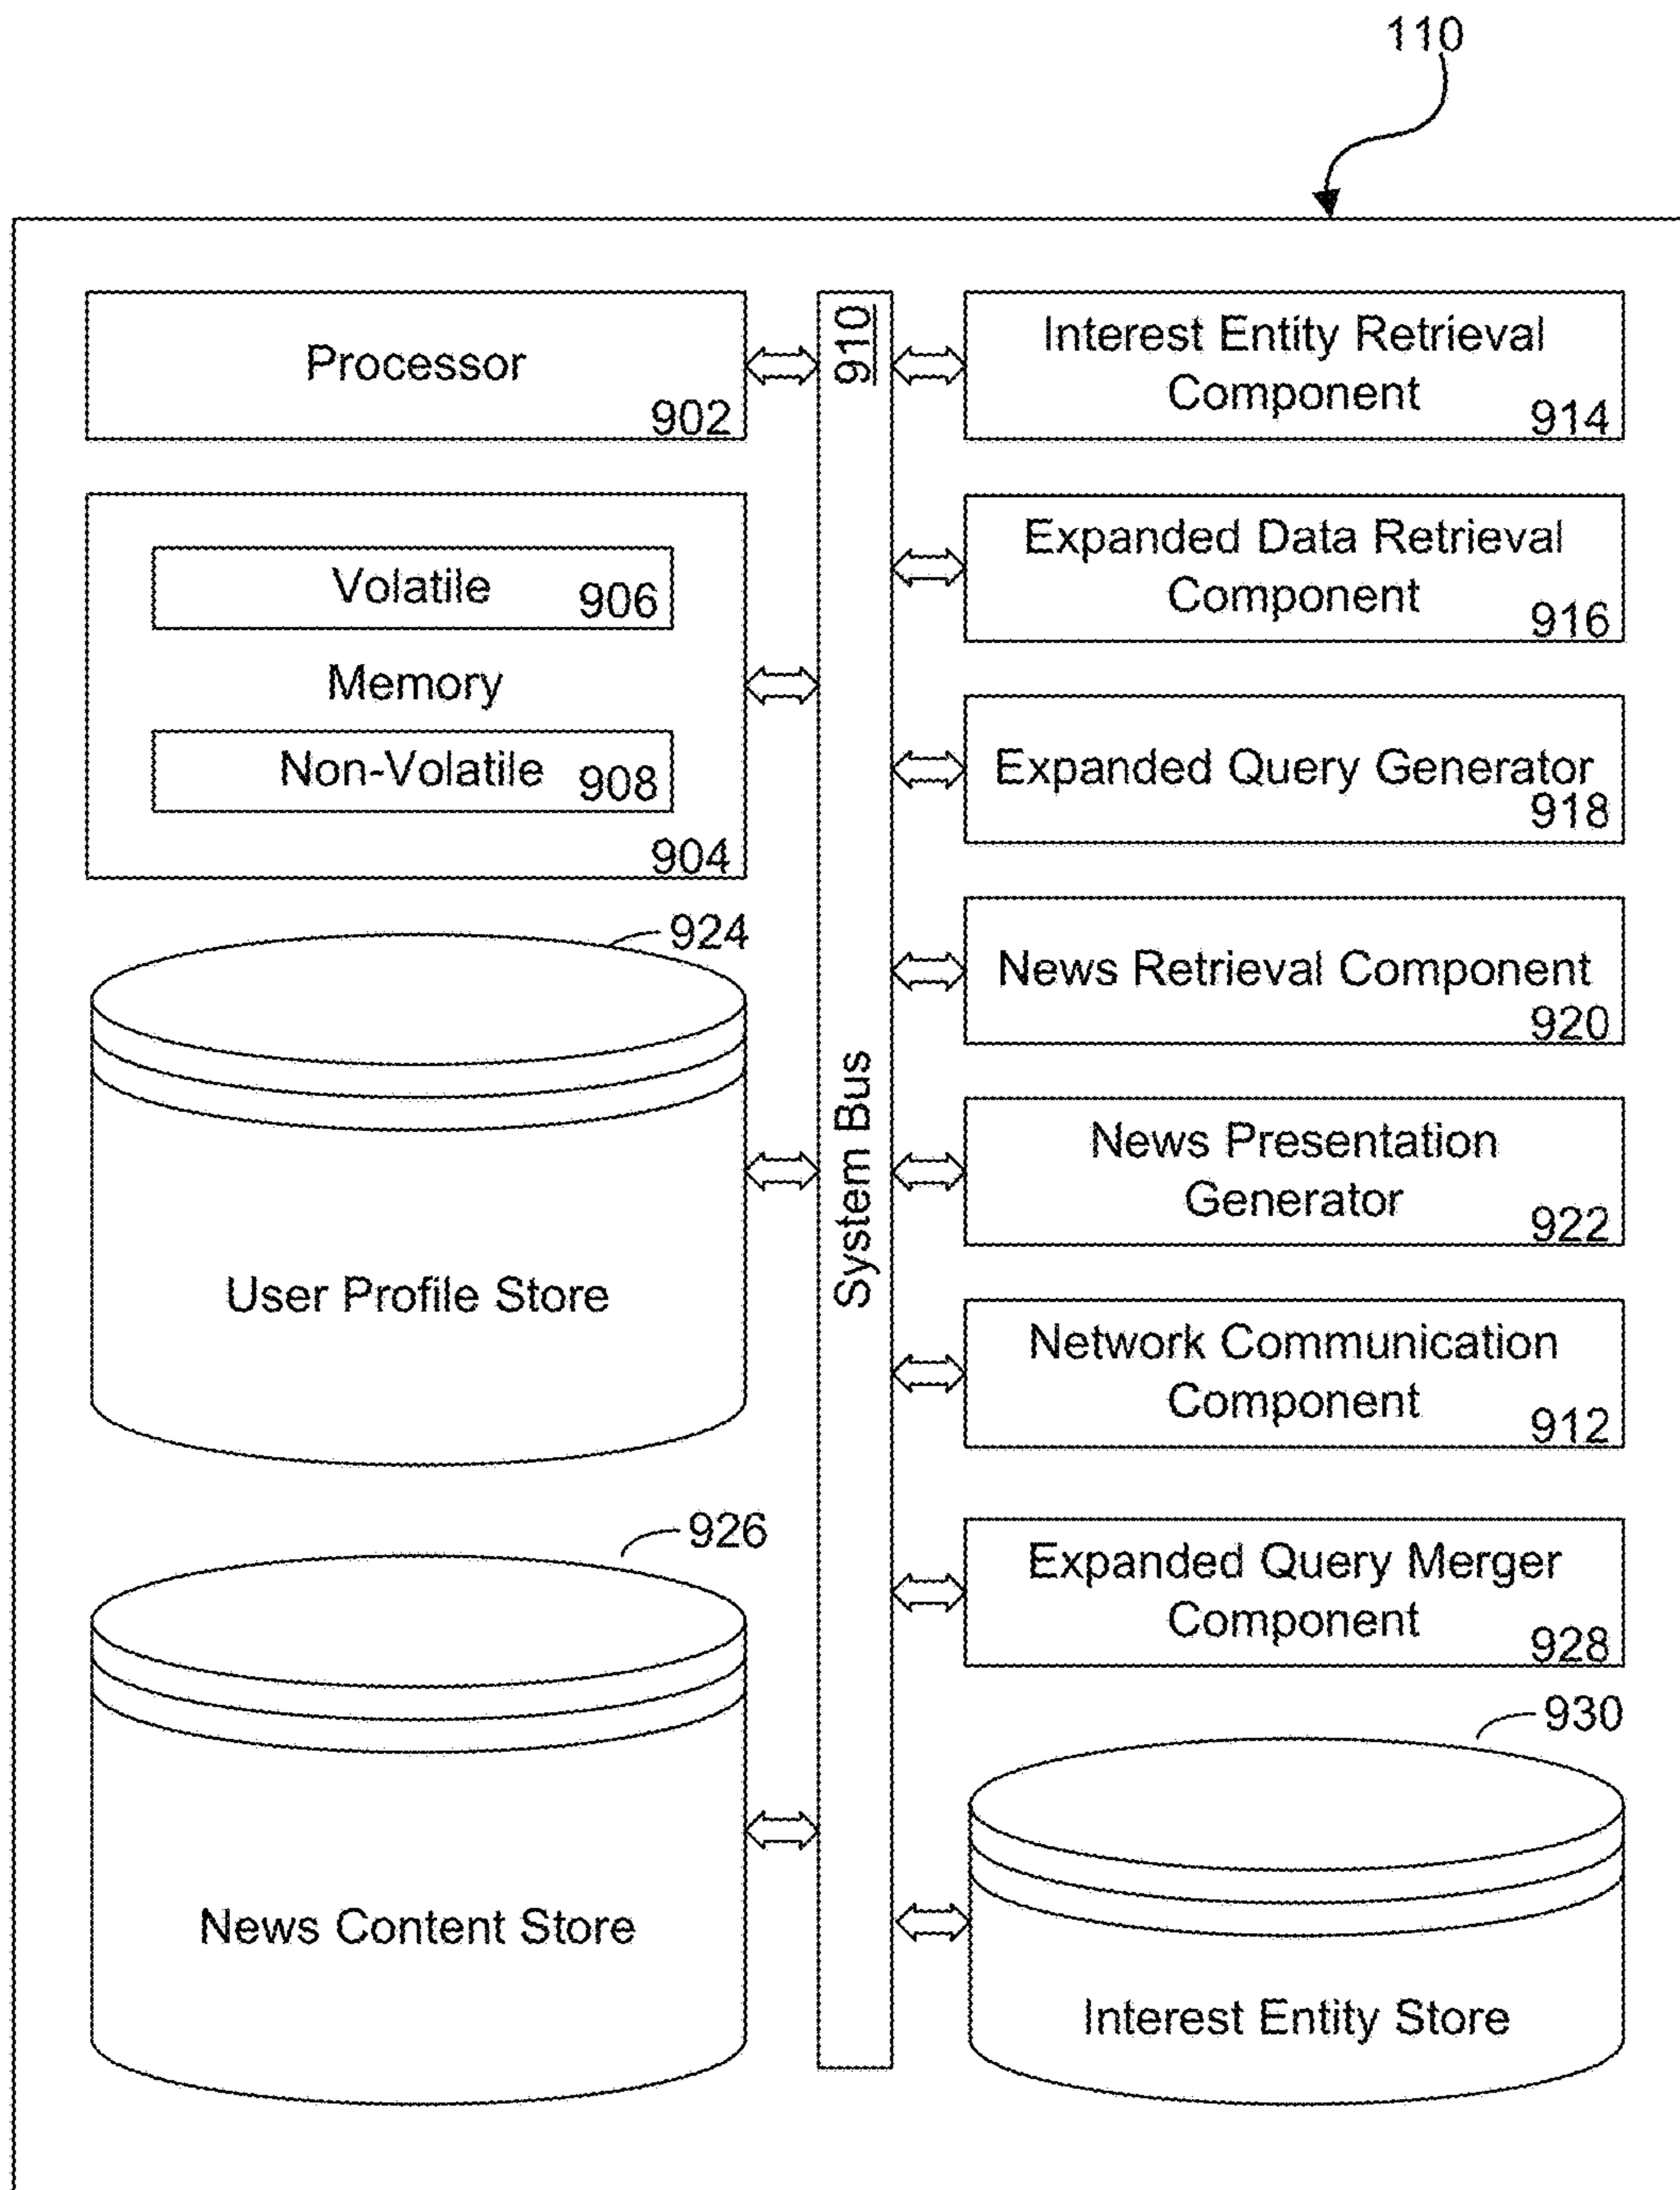 110
Processor
902
Volatile
906
Memory
Non-Volatile
908
904
924
User Profile Store
926
News Content Store
910
System Bus
Interest Entity Retrieval
Component
914
Expanded Data Retrieval
Component
916
Expanded Query Generator
918
News Retrieval Component
920
News Presentation
Generator
922
Network Communication
Component
912
Expanded Query Merger
Component
928
930
Interest Entity Store